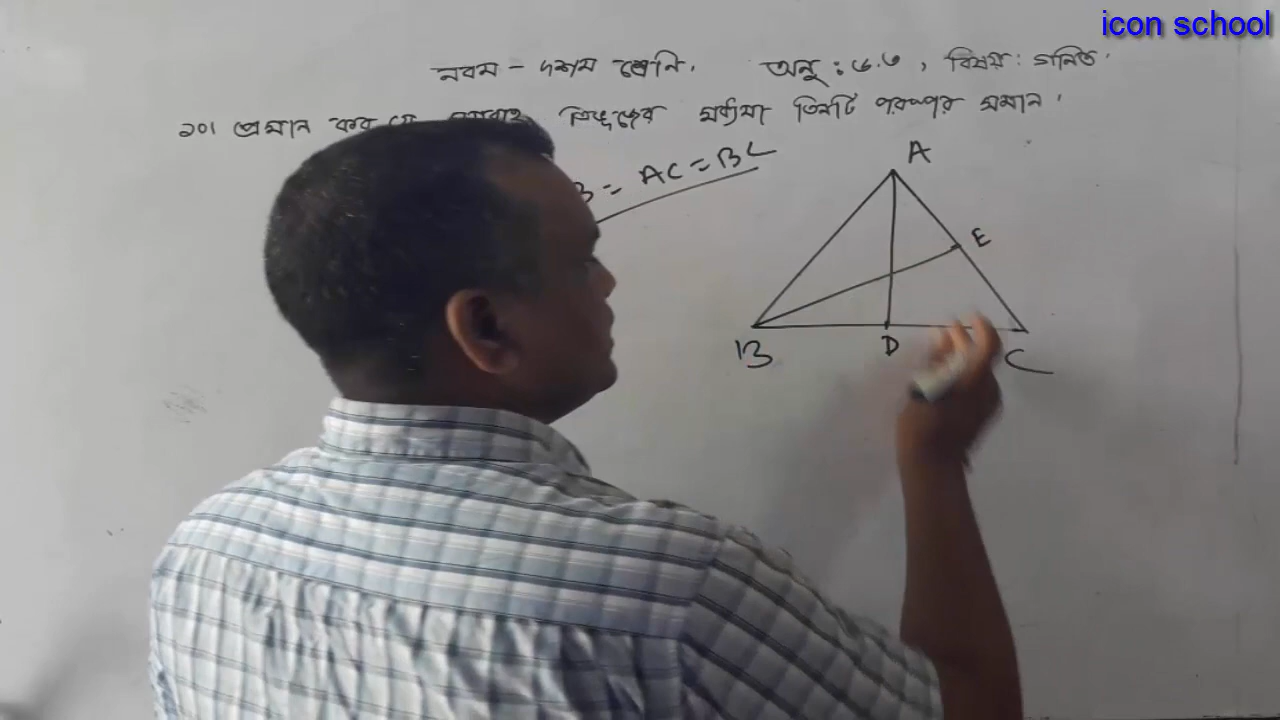 icon school
নবম - দশম শ্রেণি. অনু : ৬.৩ , বিষয় : গনিত .
১০। প্রমান কর যে ত্রিভুজের মধ্যমা তিনটি পরস্পর সমান .
= AC = BC
A
E
B
D
C